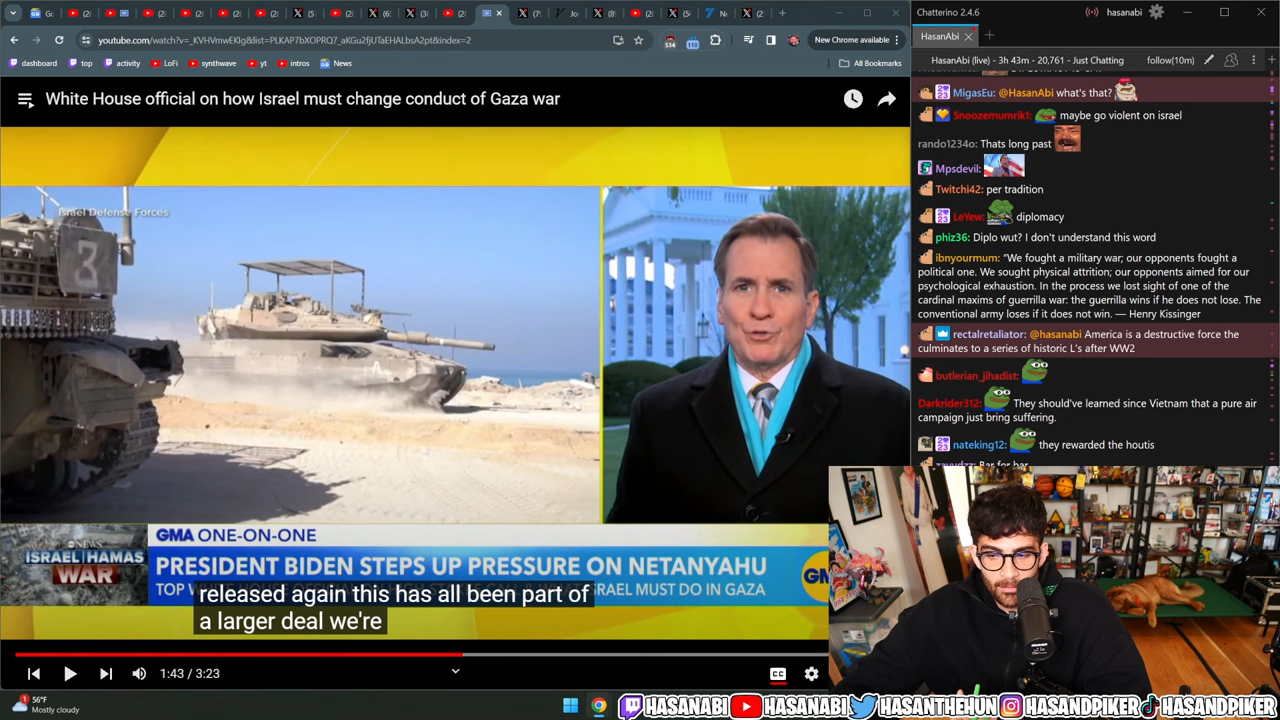 Chatterino 2.4.6
hasanabi
New Chrome available
youtube.com/watch?v=_KVHVnwEKIg&list=PLKAP7bXOPRQ7_aKGu2fjUTaEHALbsA2pt&index=2
534
110
HasanAbi
dashboard
top
activity
LoFi
synthwave
yt
intros
News
All Bookmarks
HasanAbi (live) - 3h 43m - 20,761 - Just Chatting
follow(10m)
White House official on how Israel must change conduct of Gaza war
MigasEu: @HasanAbi what's that?
Snoozemumrik1: maybe go violent on israel
rando1234o: Thats long past
Mpsdevil:
Twitchi42: per tradition
LeYew: diplomacy
phiz36: Diplo wut? I don't understand this word
ibnyourmum: “We fought a military war; our opponents fought a
political one. We sought physical attrition; our opponents aimed for our
psychological exhaustion. In the process we lost sight of one of the
cardinal maxims of guerrilla war: the guerrilla wins if he does not lose. The
conventional army loses if it does not win. — Henry Kissinger
rectalretaliator: @hasanabi America is a destructive force the
culminates to a series of historic L's after WW2
butlerian_jihadist:
Darkrider312: They should've learned since Vietnam that a pure air
campaign just bring suffering.
nateking12: they rewarded the houtis
Israel Defense Forces
3
GMA ONE-ON-ONE
ABC NEWS
ISRAEL HAMAS
WAR
PRESIDENT BIDEN STEPS UP PRESSURE ON NETANYAHU
ISRAEL MUST DO IN GAZA
released again this has all been part of
a larger deal we're
1:43 / 3:23
CC
56°F
Mostly cloudy
HASANABI
HASANABI
HASANTHEHUN
HASANDPIKER
HASANDPIKER